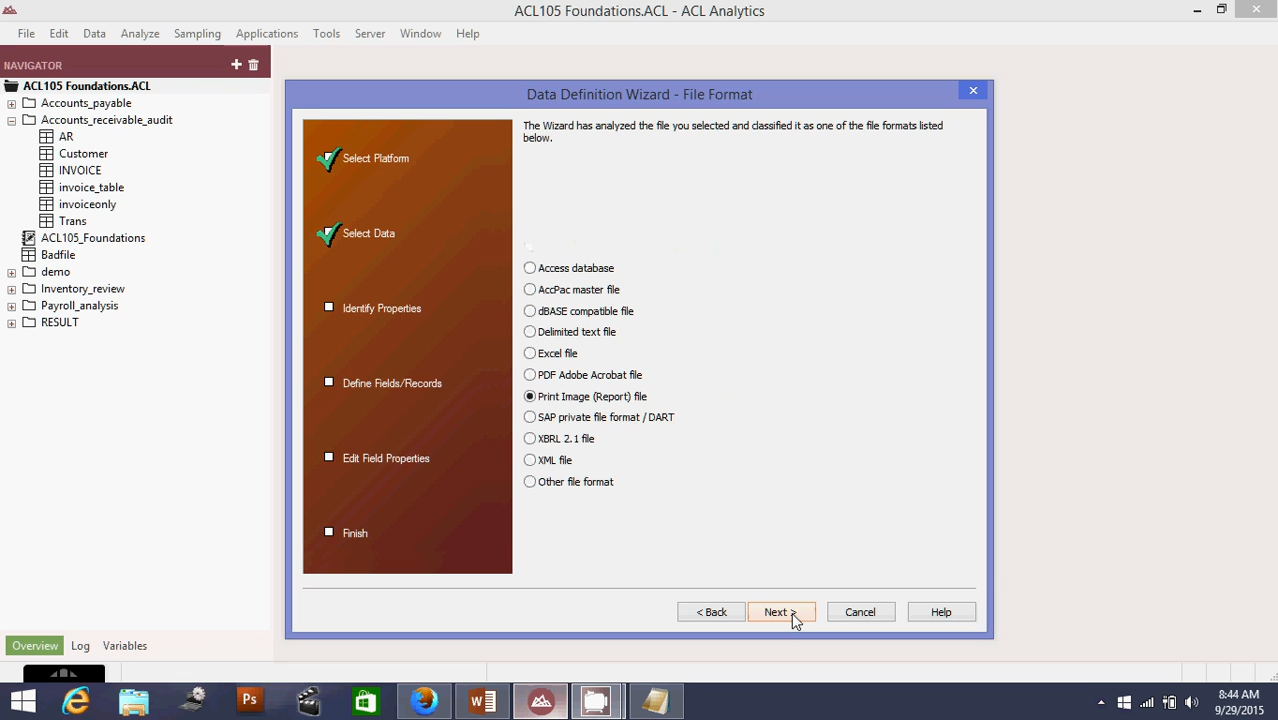 ACL105 Foundations.ACL - ACL Analytics
File Edit Data Analyze Sampling Applications Tools Server Window Help
NAVIGATOR
ACL105 Foundations.ACL
Accounts_payable
Accounts_receivable_audit
AR
Customer
INVOICE
invoice_table
invoiceonly
Trans
ACL105_Foundations
Badfile
demo
Inventory_review
Payroll_analysis
RESULT
Overview Log Variables
Data Definition Wizard - File Format
Select Platform
Select Data
Identify Properties
Define Fields/Records
Edit Field Properties
Finish
The Wizard has analyzed the file you selected and classified it as one of the file formats listed
below.
Access database
AccPac master file
dBASE compatible file
Delimited text file
Excel file
PDF Adobe Acrobat file
Print Image (Report) file
SAP private file format / DART
XBRL 2.1 file
XML file
Other file format
< Back Next > Cancel Help
Ps
8:44 AM
9/29/2015